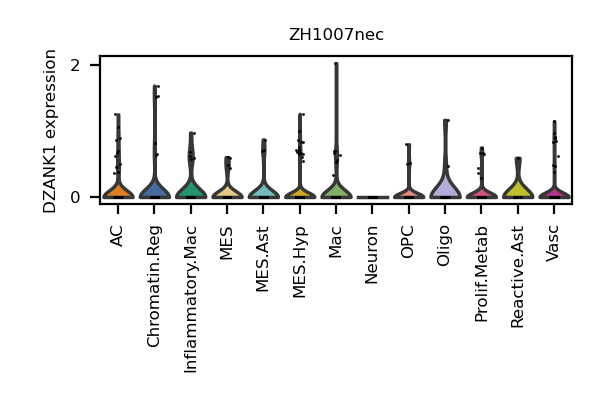 ZH1007nec
DZANK1 expression
2
0
AC
Chromatin.Reg
Inflammatory.Mac
MES
MES.Ast
MES.Hyp
Mac
Neuron
OPC
Oligo
Prolif.Metab
Reactive.Ast
Vasc